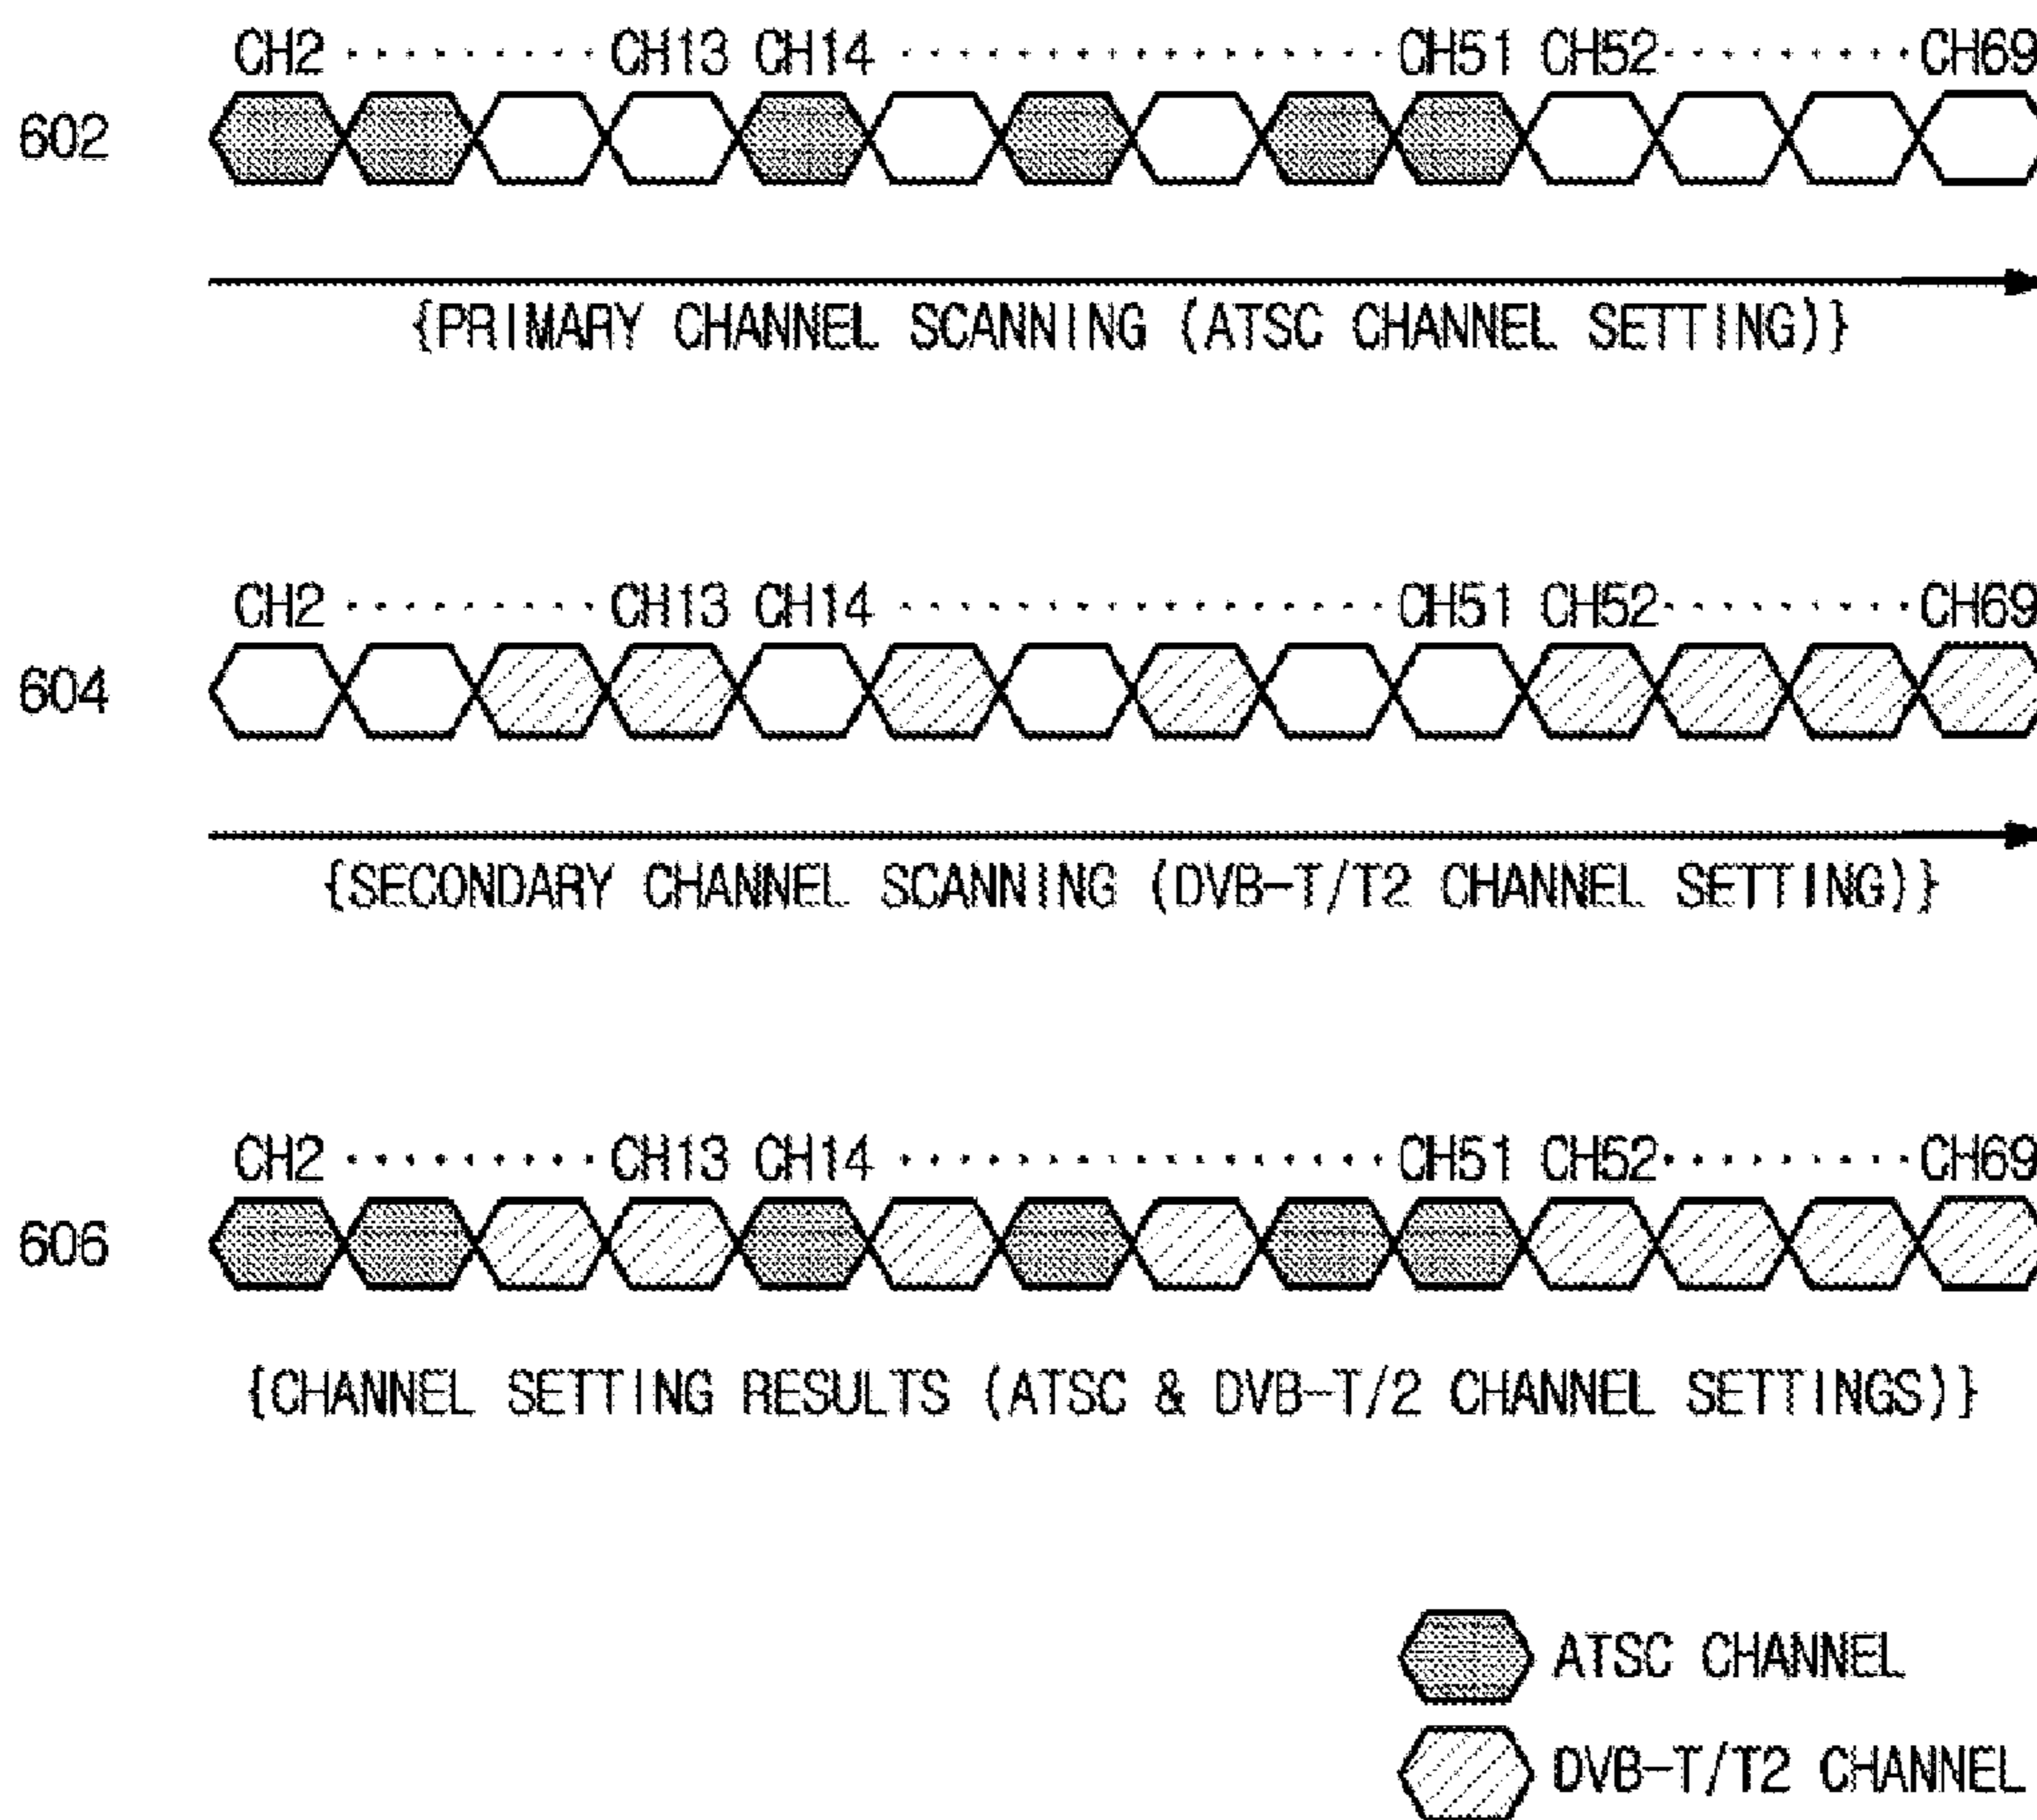 CH2 ········· CH13 CH14 ················· CH51 CH52 ········· CH69
602
{PRIMARY CHANNEL SCANNING (ATSC CHANNEL SETTING)}
CH2 ········· CH13 CH14 ················· CH51 CH52 ········· CH69
604
{SECONDARY CHANNEL SCANNING (DVB-T/T2 CHANNEL SETTING)}
CH2 ········· CH13 CH14 ················· CH51 CH52 ········· CH69
606
{CHANNEL SETTING RESULTS (ATSC & DVB-T/2 CHANNEL SETTINGS)}
ATSC CHANNEL
DVB-T/T2 CHANNEL